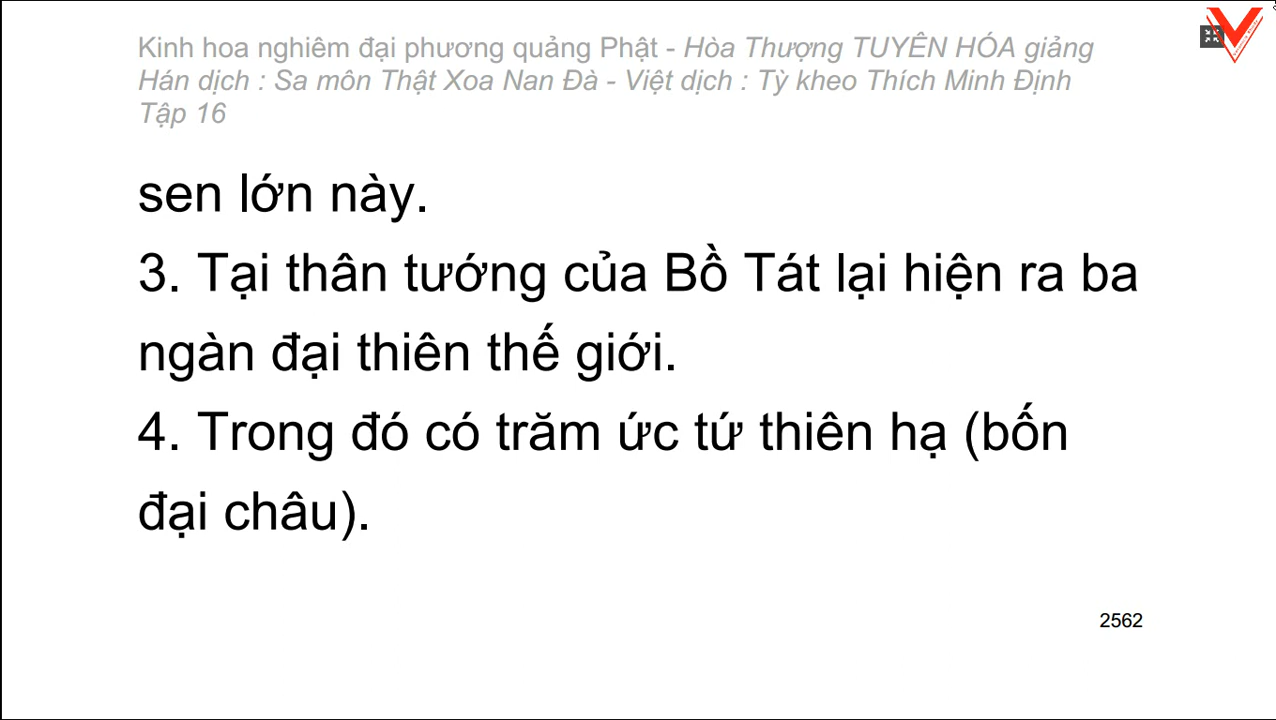 Kinh hoa nghiêm đại phương quảng Phật - Hòa Thượng TUYÊN HÓA giảng
Hán dịch : Sa môn Thật Xoa Nan Đà - Việt dịch : Tỳ kheo Thích Minh Định
Tập 16
sen lớn này.
3. Tại thân tướng của Bồ Tát lại hiện ra ba
ngàn đại thiên thế giới.
4. Trong đó có trăm ức tứ thiên hạ (bốn
đại châu).
2562